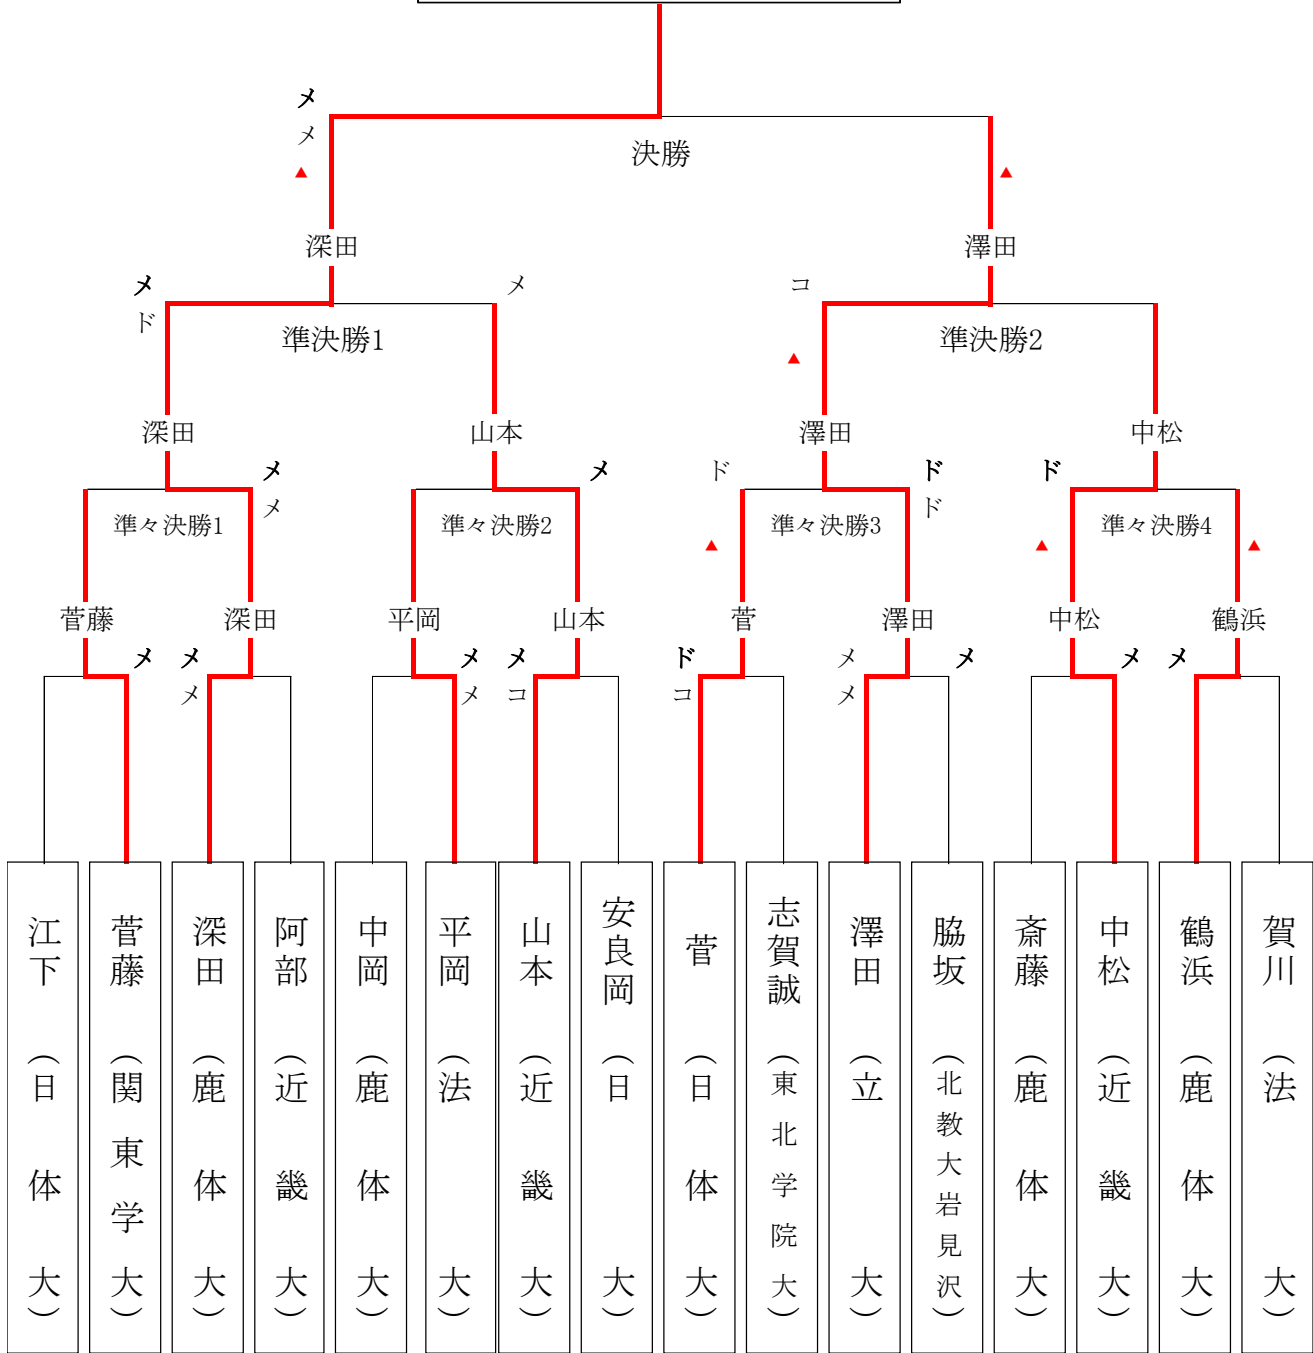 メ
メ
▲
▲
決勝
深田
澤田
メ
メ
コ
ド
準決勝1
準決勝2
▲
深田
山本
澤田
中松
メ
メ
ド
ド
ド
メ
ド
準々決勝1
準々決勝2
準々決勝3
準々決勝4
▲
▲
▲
菅藤
深田
平岡
山本
菅
澤田
中松
鶴浜
メ
メ
メ
メ
ド
メ
メ
メ
メ
メ
メ
コ
コ
メ
江下(日体大)
菅藤(関東学大)
深田(鹿体大)
阿部(近畿大)
中岡(鹿体大)
平岡(法大)
山本(近畿大)
安良岡(日大)
菅(日体大)
志賀誠(東北学院大)
澤田(立大)
脇坂(北教大岩見沢)
斎藤(鹿体大)
中松(近畿大)
鶴浜(鹿体大)
賀川(法大)